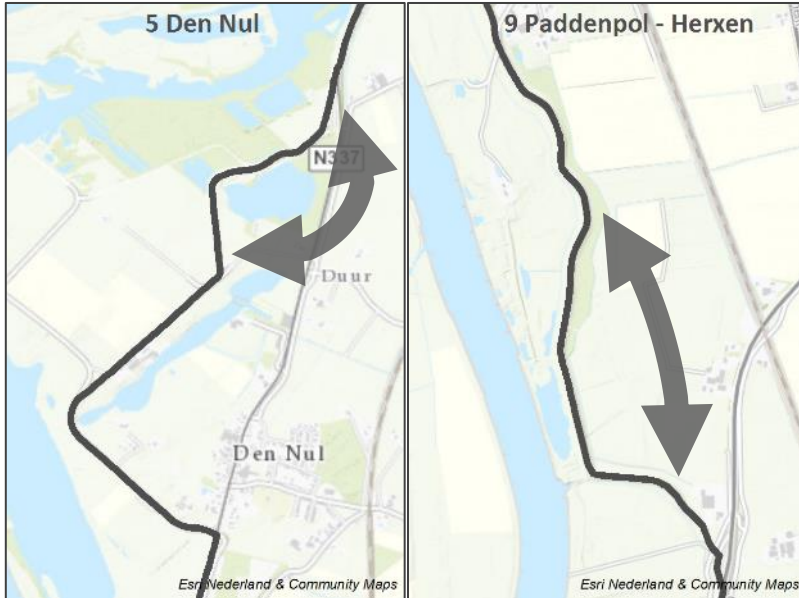 5 Den Nul
N337
Duur
Den Nul
Esri Nederland & Community Maps
9 Paddenpol - Herxen
Esri Nederland & Community Maps